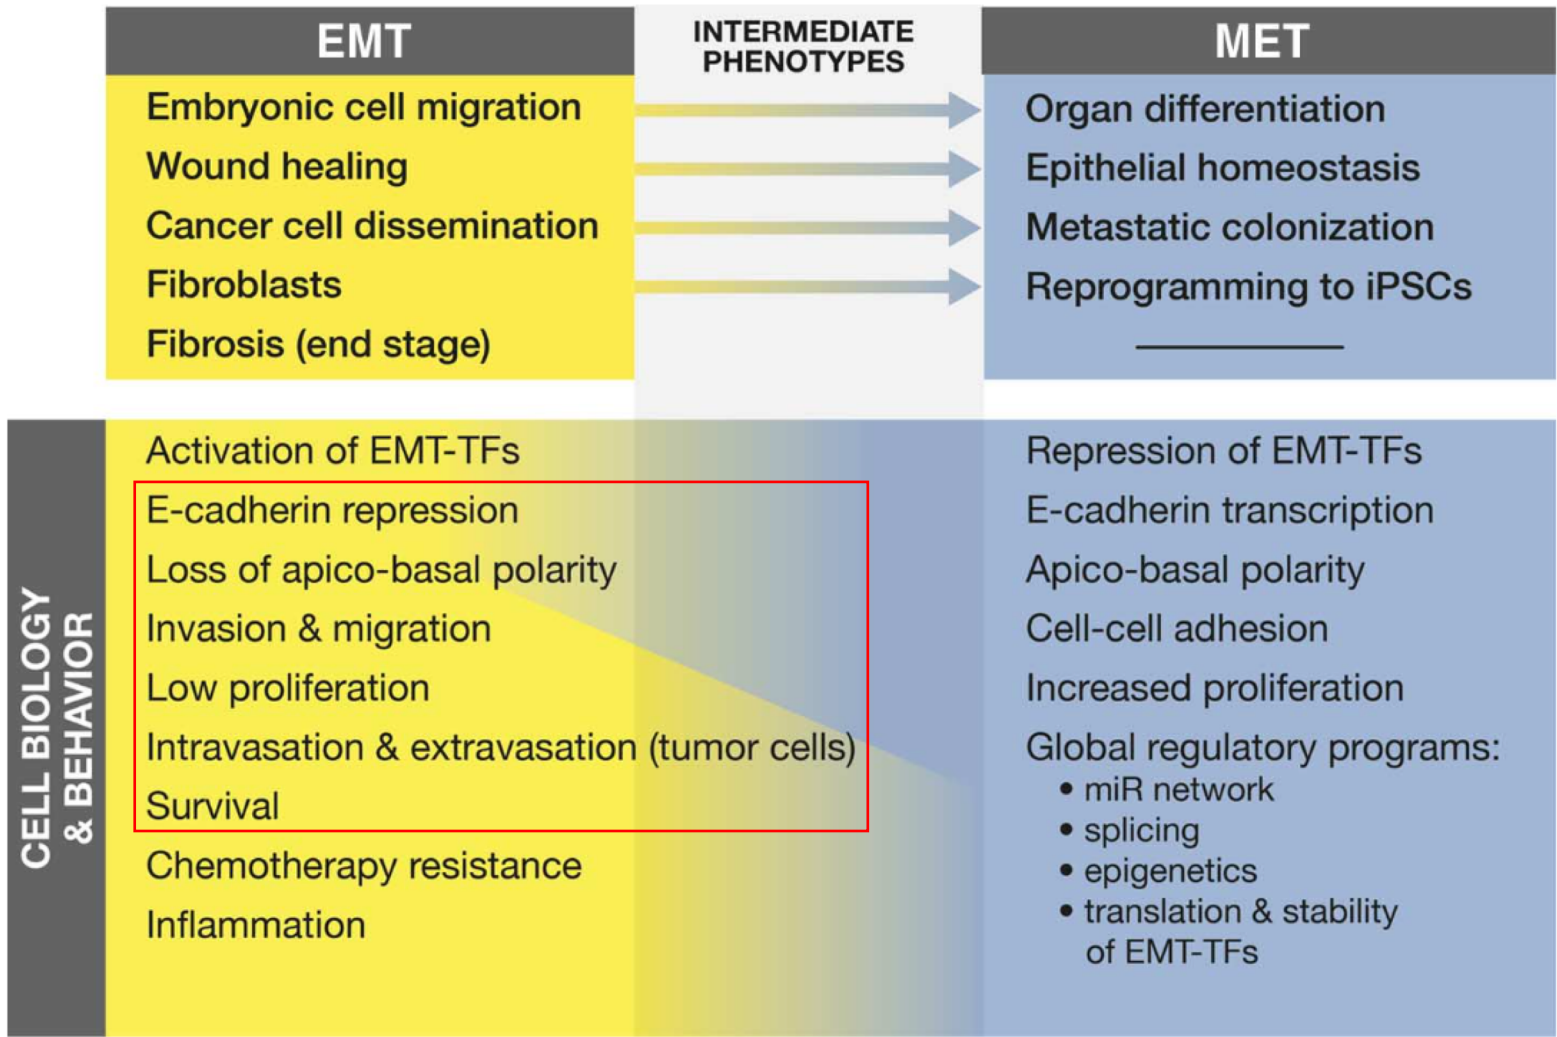 EMT
INTERMEDIATE
PHENOTYPES
MET
Embryonic cell migration
Organ differentiation
Wound healing
Epithelial homeostasis
Cancer cell dissemination
Metastatic colonization
Fibroblasts
Reprogramming to iPSCs
Fibrosis (end stage)
CELL BIOLOGY
& BEHAVIOR
Activation of EMT-TFs
E-cadherin repression
Loss of apico-basal polarity
Invasion & migration
Low proliferation
Intravasation & extravasation (tumor cells)
Survival
Chemotherapy resistance
Inflammation
Repression of EMT-TFs
E-cadherin transcription
Apico-basal polarity
Cell-cell adhesion
Increased proliferation
Global regulatory programs:
• miR network
• splicing
• epigenetics
• translation & stability
of EMT-TFs